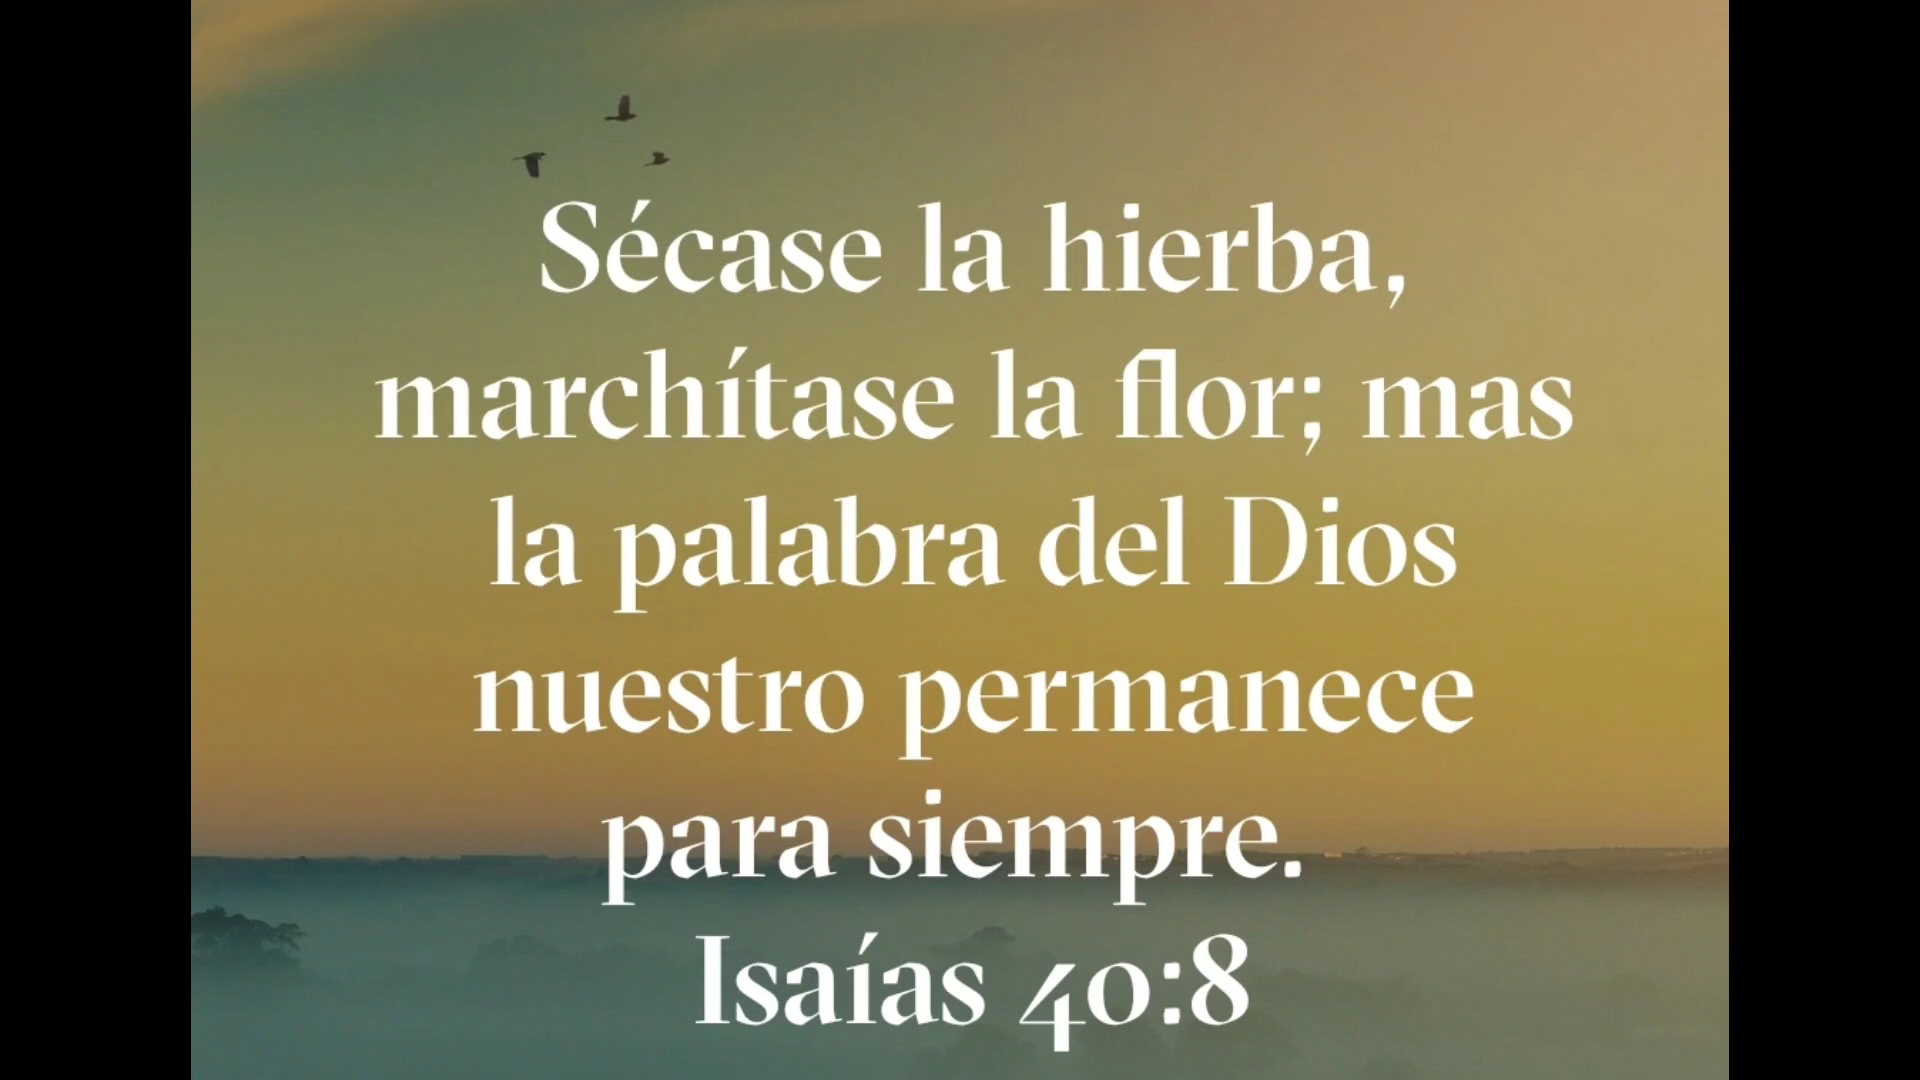 Sécase la hierba,
marchítase la flor; mas
la palabra del Dios
nuestro permanece
para siempre.
Isaías 40:8